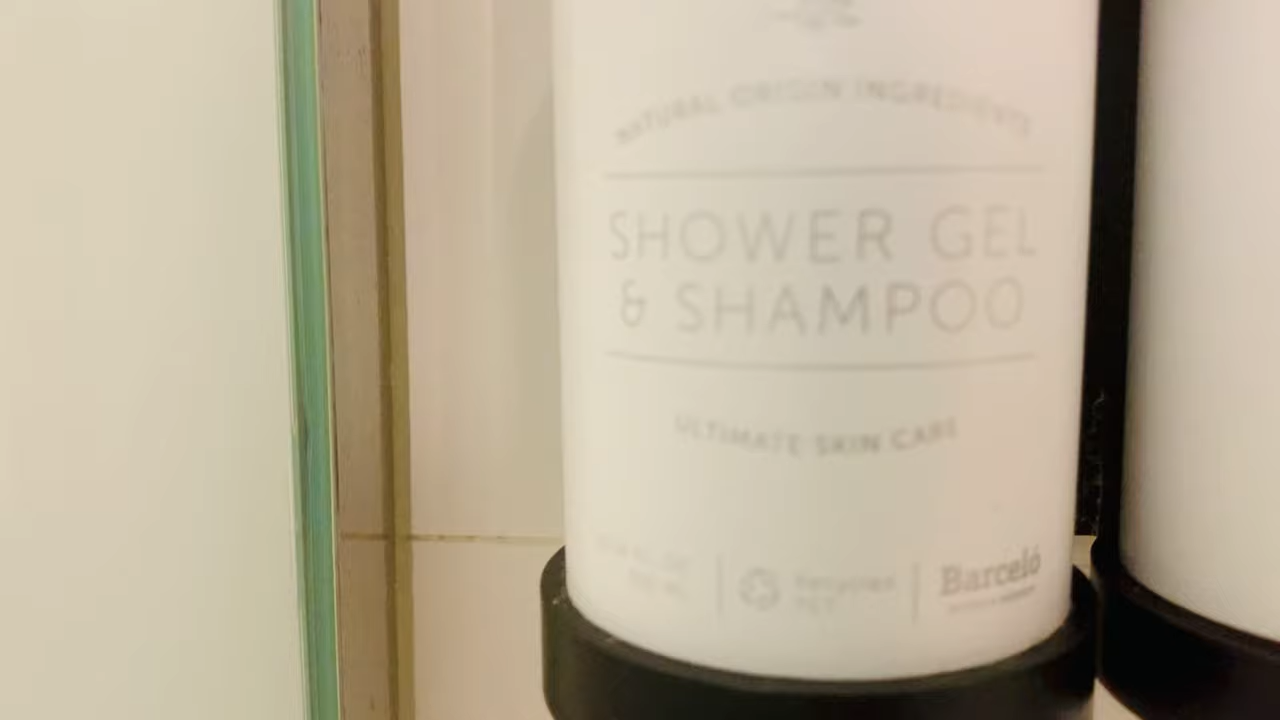 NATURAL ORIGIN INGREDIENTS
SHOWER GEL
& SHAMPOO
ULTIMATE SKIN CARE
Barceló